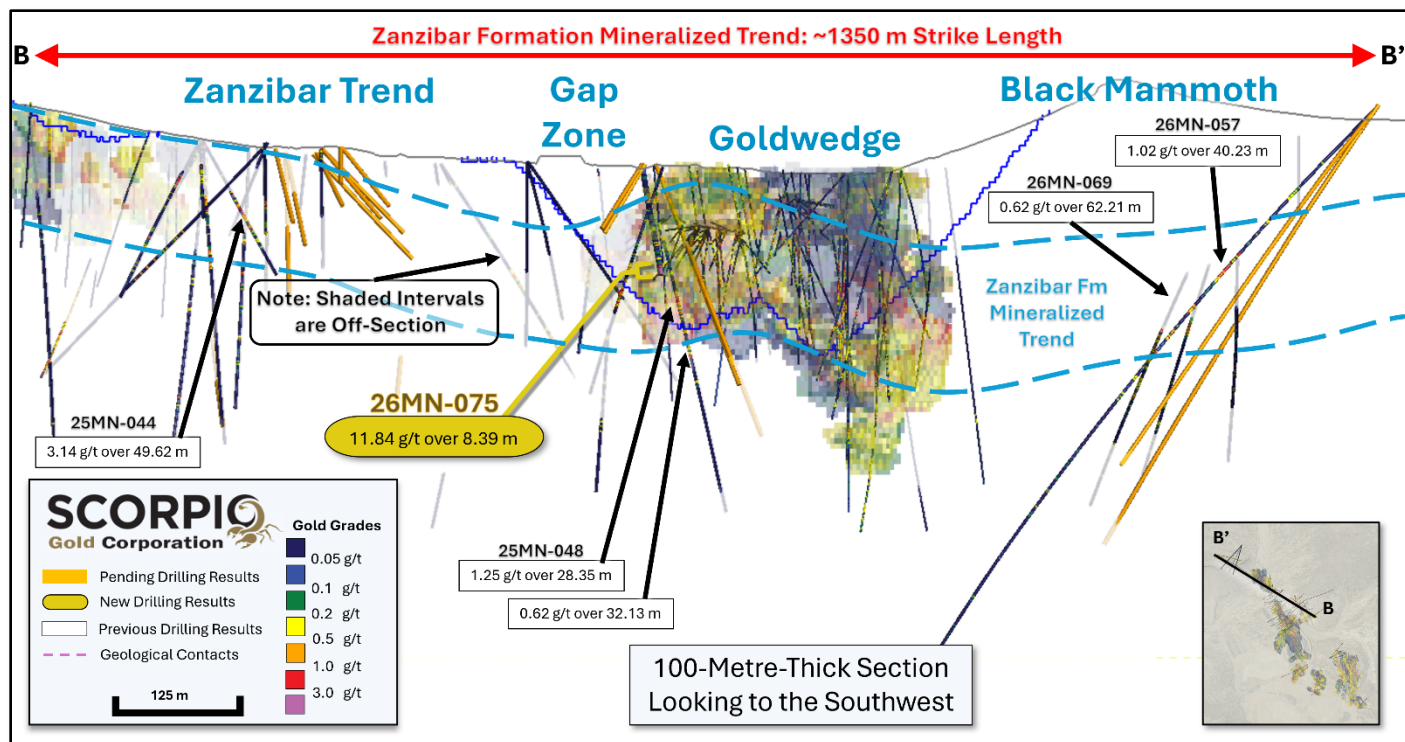 Zanzibar Formation Mineralized Trend: ~1350 m Strike Length
B
B'
Zanzibar Trend
Gap
Zone
Goldwedge
Black Mammoth
26MN-057
1.02 g/t over 40.23 m
26MN-069
0.62 g/t over 62.21 m
Note: Shaded Intervals
are Off-Section
Zanzibar Fm
Mineralized
Trend
26MN-075
11.84 g/t over 8.39 m
25MN-044
3.14 g/t over 49.62 m
25MN-048
1.25 g/t over 28.35 m
0.62 g/t over 32.13 m
100-Metre-Thick Section
Looking to the Southwest
SCORPIO
Gold Corporation
Pending Drilling Results
New Drilling Results
Previous Drilling Results
Geological Contacts
125 m
Gold Grades
0.05 g/t
0.1 g/t
0.2 g/t
0.5 g/t
1.0 g/t
3.0 g/t
B'
B